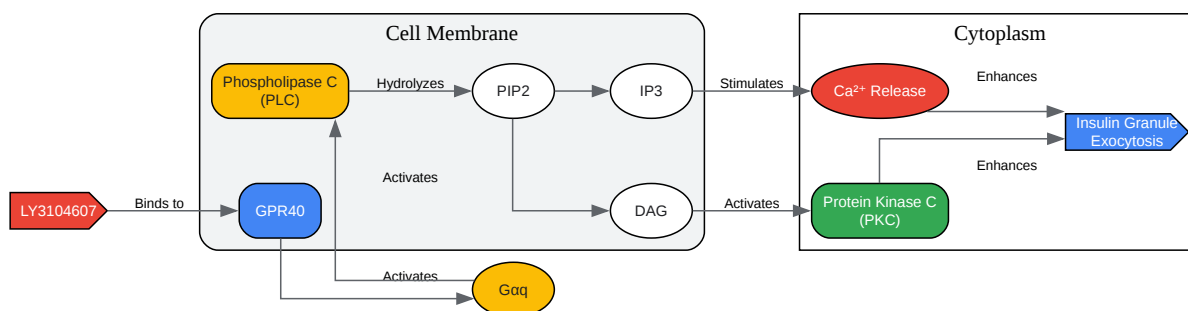 Cell Membrane
Cytoplasm
Phospholipase C
(PLC)
Hydrolyzes
PIP2
IP3
Stimulates
Ca²⁺ Release
Enhances
Insulin Granule
Exocytosis
Enhances
Activates
LY3104607
Binds to
GPR40
DAG
Activates
Protein Kinase C
(PKC)
Activates
Gαq